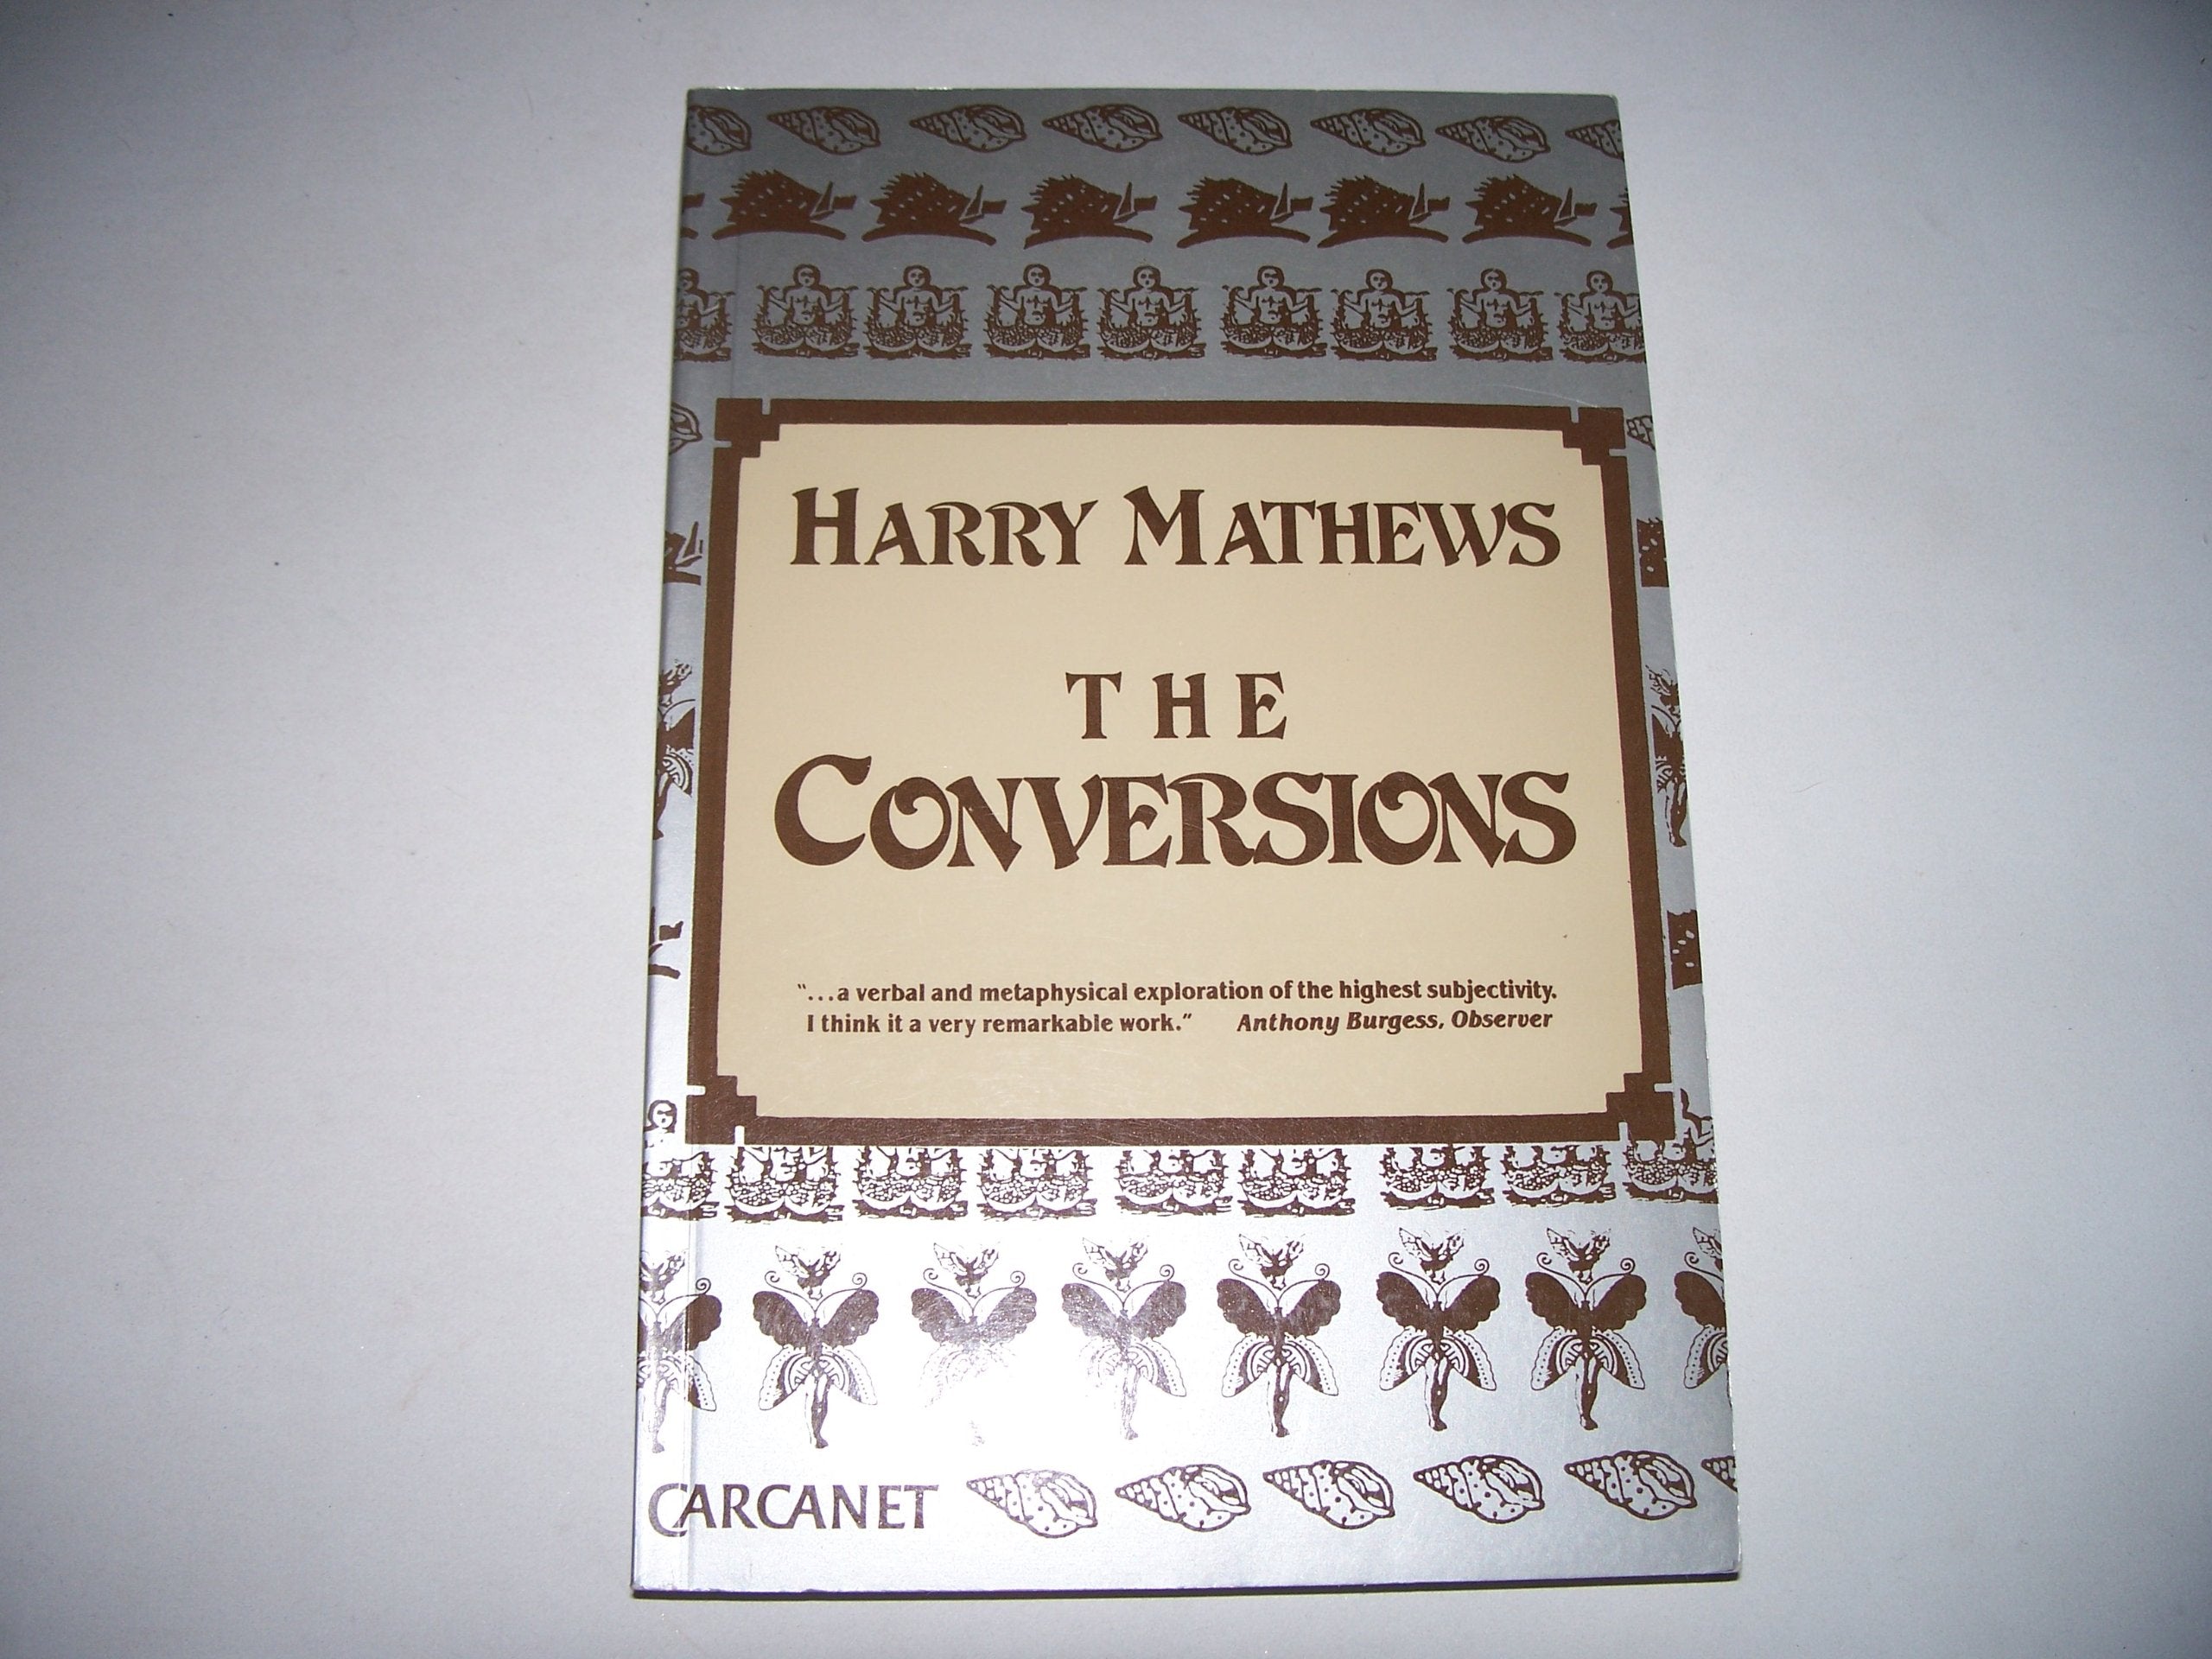 HARRY MATHEWS
THE
CONVERSIONS
"...a verbal and metaphysical exploration of the highest subjectivity.
I think it a very remarkable work." Anthony Burgess, Observer
CARCANET